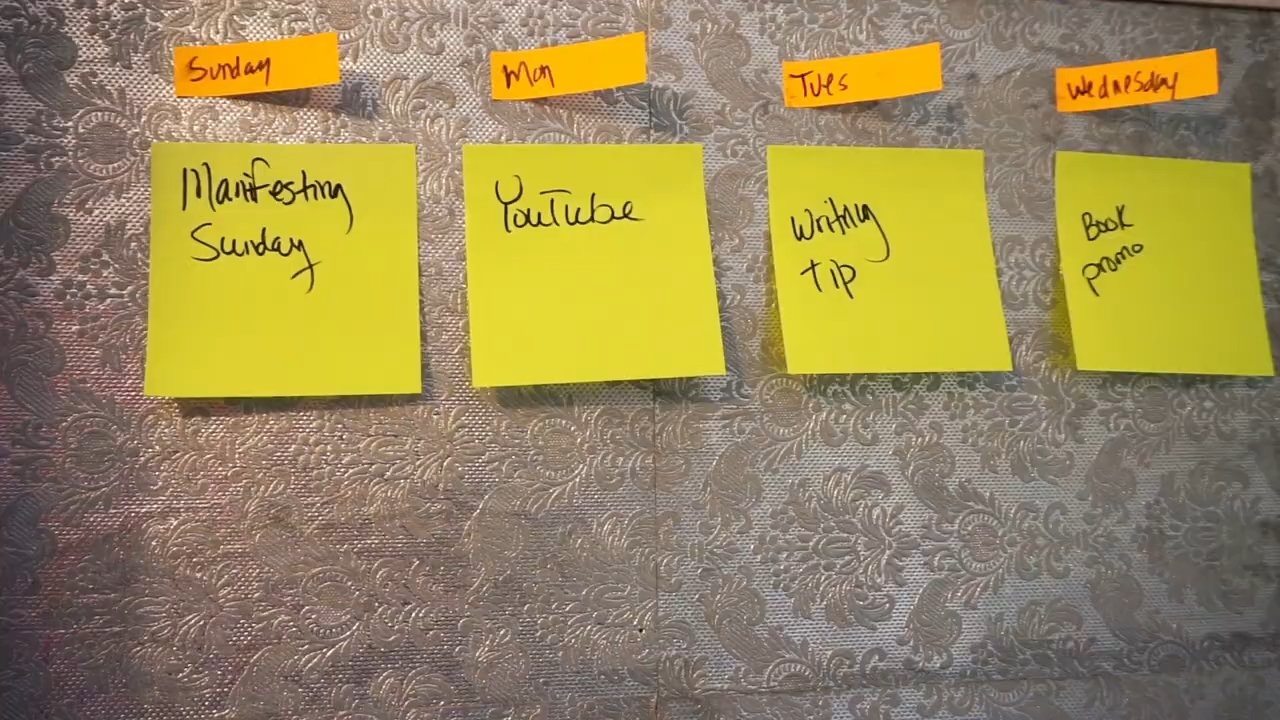 Sunday
Mon
Tues
Wednesday
Manifesting
Sunday
YouTube
Writing
Tip
Book
promo